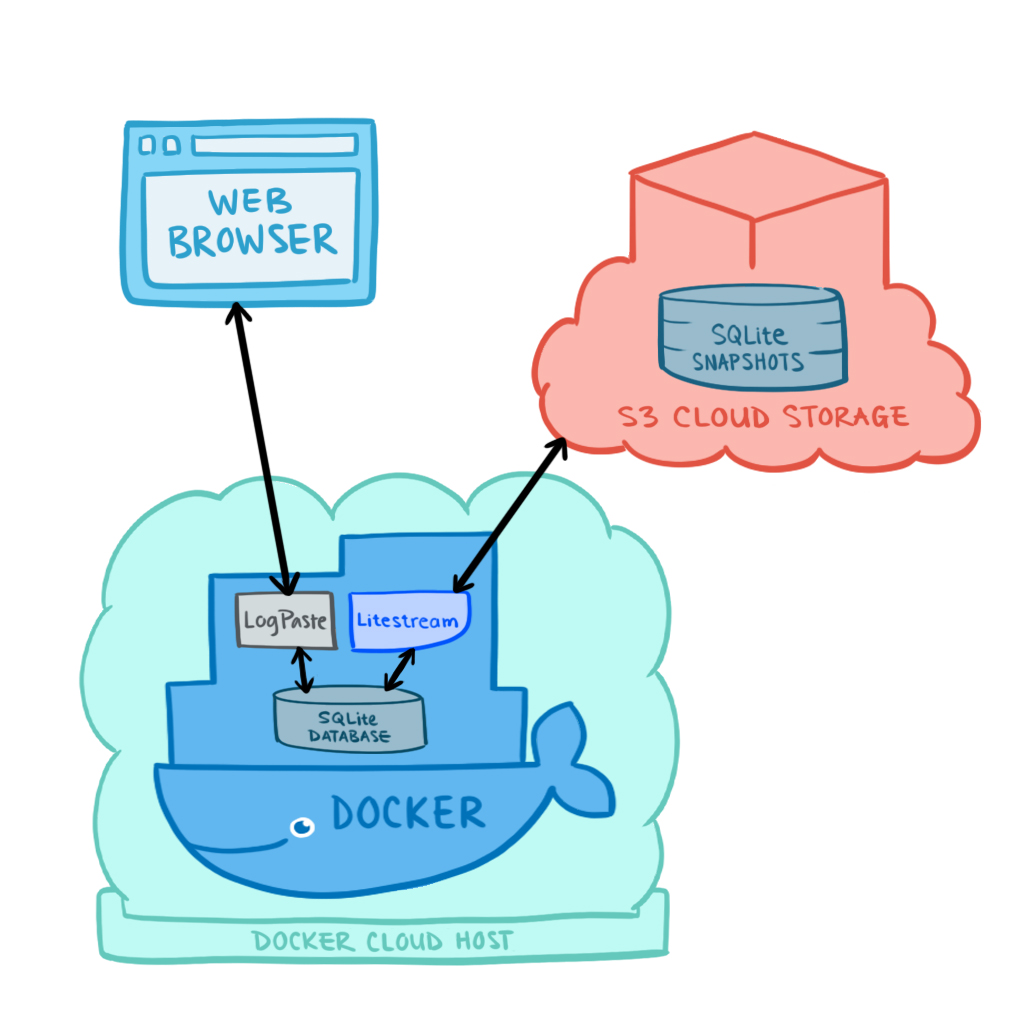 WEB
BROWSER
SQLite
SNAPSHOTS
S3 CLOUD STORAGE
LogPaste
Litestream
SQLite
DATABASE
DOCKER
DOCKER CLOUD HOST